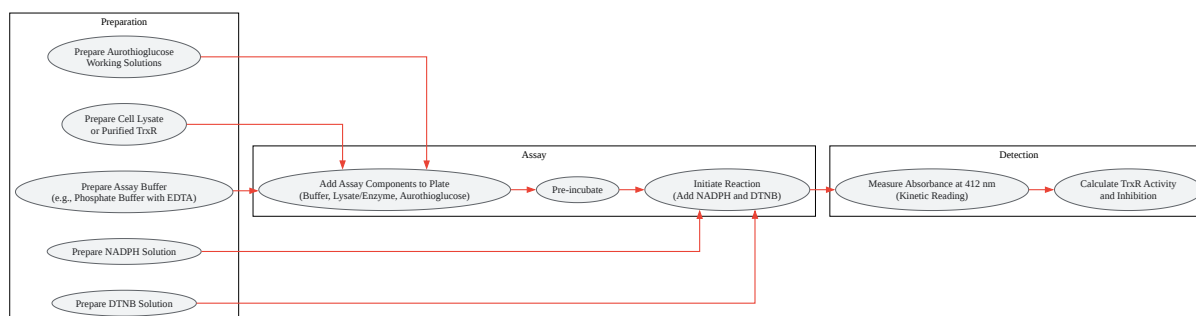 Preparation
Prepare Aurothioglucose
Working Solutions
Prepare Cell Lysate
or Purified TrxR
Prepare Assay Buffer
(e.g., Phosphate Buffer with EDTA)
Prepare NADPH Solution
Prepare DTNB Solution
Assay
Add Assay Components to Plate
(Buffer, Lysate/Enzyme, Aurothioglucose)
Pre-incubate
Initiate Reaction
(Add NADPH and DTNB)
Detection
Measure Absorbance at 412 nm
(Kinetic Reading)
Calculate TrxR Activity
and Inhibition